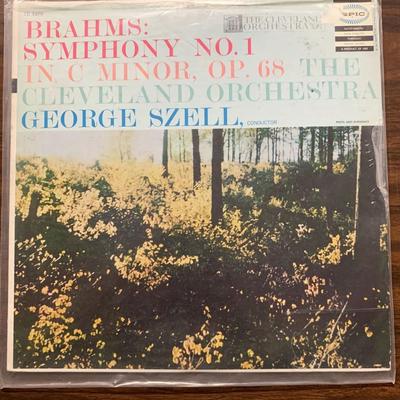 BRAHMS:
SYMPHONY NO. 1
IN C MINOR, OP. 68 THE
CLEVELAND ORCHESTRA
GEORGE SZELL, CONDUCTOR
THE CLEVELAND
ORCHESTRA
EPIC